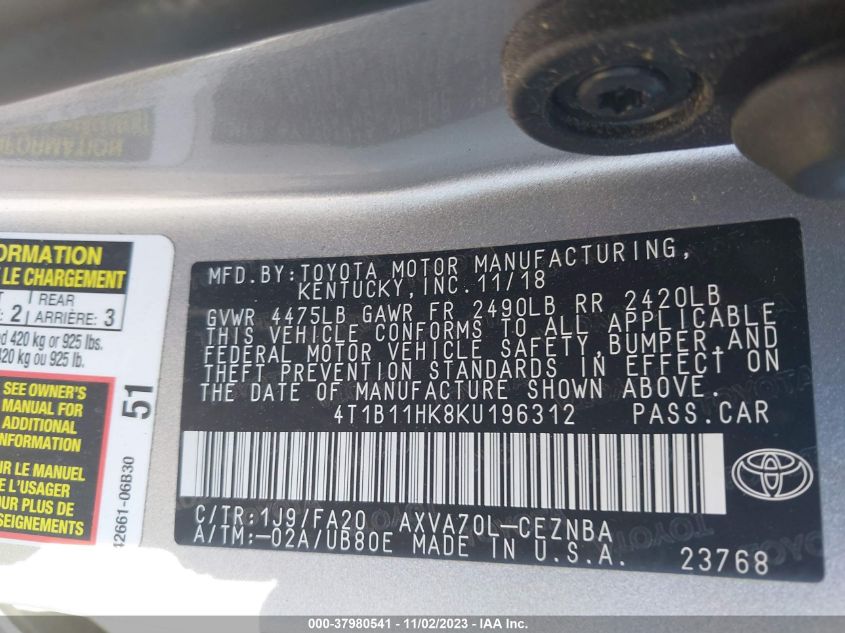 FORMATION
LE CHARGEMENT
REAR
2 ARRIÈRE: 3
420 kg or 925 lbs.
420 kg ou 925 lb.
SEE OWNER'S
MANUAL FOR
ADDITIONAL
INFORMATION
LE MANUEL
L'USAGER
PLUS DE
51
42661-06B30
MFD.BY:TOYOTA MOTOR MANUFACTURING,
KENTUCKY,INC.11/18
GVWR 4475LB GAWR FR 2490LB RR 2420LB
THIS VEHICLE CONFORMS TO ALL APPLICABLE
FEDERAL MOTOR VEHICLE SAFETY,BUMPER,AND
THEFT PREVENTION STANDARDS IN EFFECT ON
THE DATE OF MANUFACTURE SHOWN ABOVE.
4T1B11HK8KU196312 PASS.CAR
C/TR:1J9/FA20 AXVA70L-CEZNBA
A/TM:-02A/UB80E MADE IN U.S.A. 23768
000-37980541 - 11/02/2023 - IAA Inc.